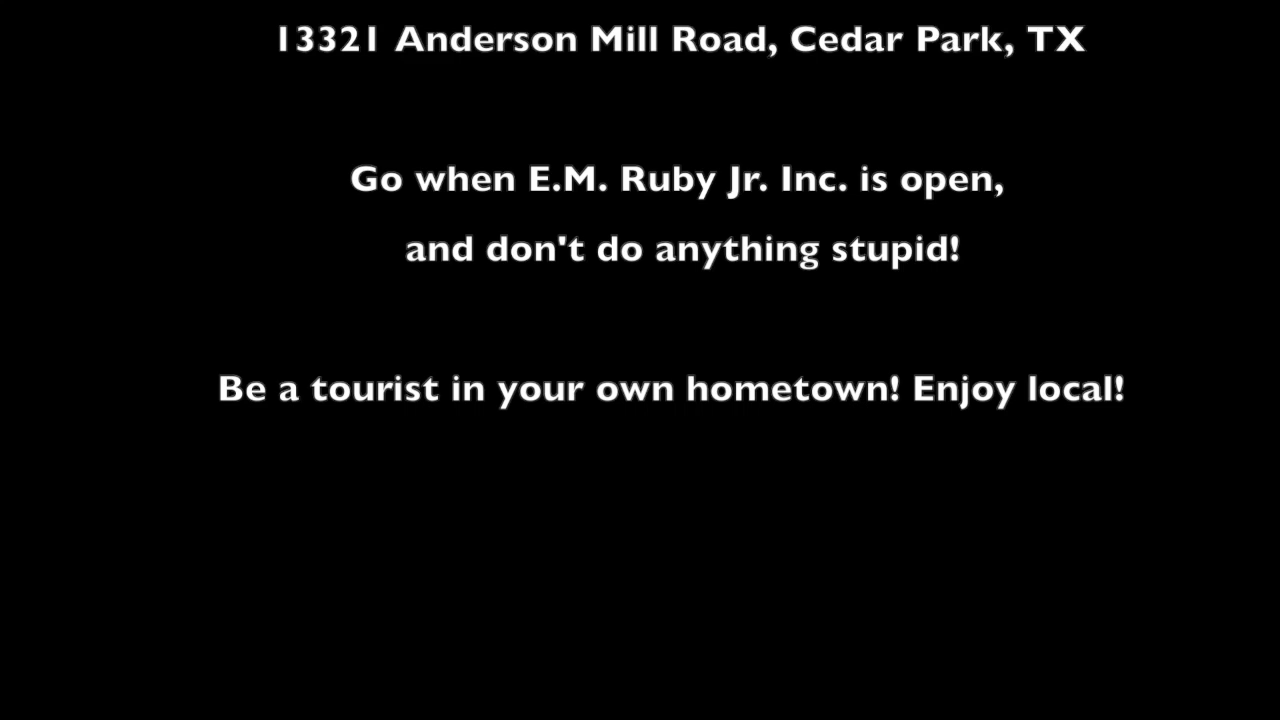 13321 Anderson Mill Road, Cedar Park, TX
Go when E.M. Ruby Jr. Inc. is open,
and don't do anything stupid!
Be a tourist in your own hometown! Enjoy local!